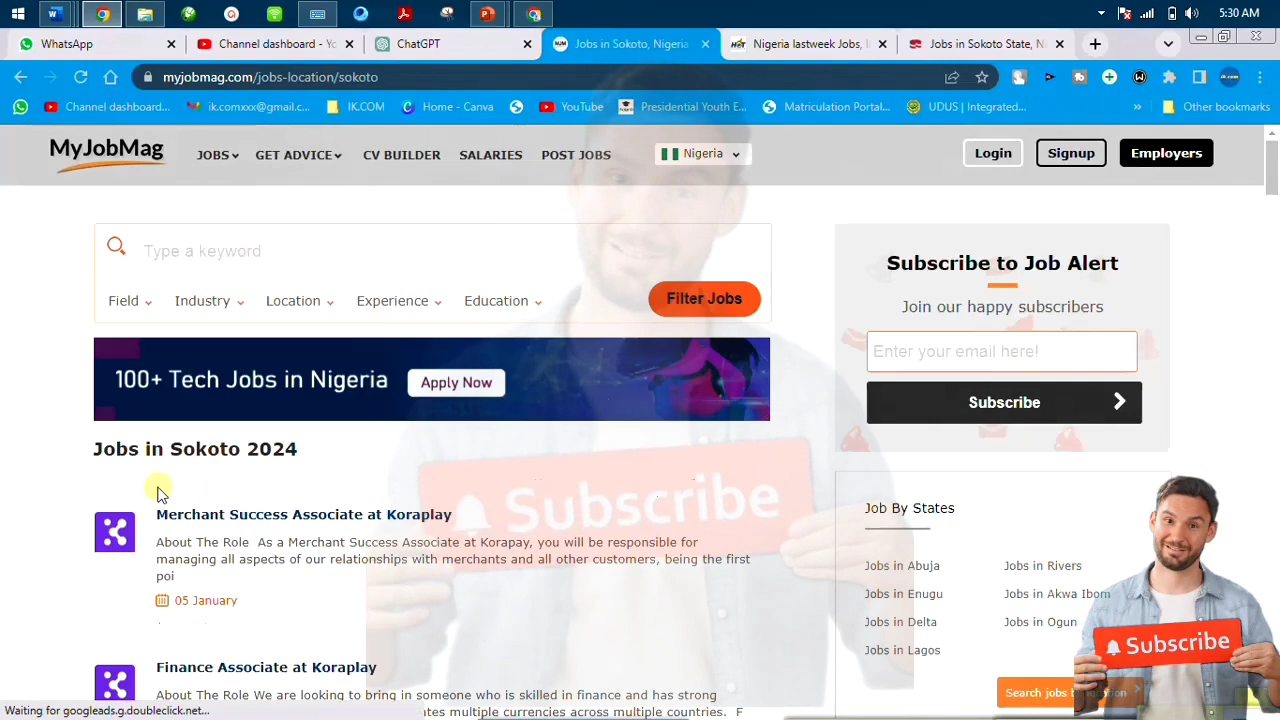 5:30 AM
WhatsApp
Channel dashboard - Yo
ChatGPT
Jobs in Sokoto, Nigeria
Nigeria lastweek Jobs, I
Jobs in Sokoto State, N
myjobmag.com/jobs-location/sokoto
Channel dashboard...
ik.comxxx@gmail.c...
IK.COM
Home - Canva
YouTube
Presidential Youth E...
Matriculation Portal...
UDUS | Integrated...
Other bookmarks
MyJobMag
JOBS
GET ADVICE
CV BUILDER
SALARIES
POST JOBS
Nigeria
Login
Signup
Employers
Type a keyword
Field
Industry
Location
Experience
Education
Filter Jobs
Subscribe to Job Alert
Join our happy subscribers
Enter your email here!
Subscribe
100+ Tech Jobs in Nigeria
Apply Now
Jobs in Sokoto 2024
Merchant Success Associate at Koraplay
About The Role As a Merchant Success Associate at Korapay, you will be responsible for
managing all aspects of our relationships with merchants and all other customers, being the first
poi
05 January
Finance Associate at Koraplay
About The Role We are looking to bring in someone who is skilled in finance and has strong
ates multiple currencies across multiple countries. F
Subscribe
Job By States
Jobs in Abuja
Jobs in Rivers
Jobs in Enugu
Jobs in Akwa Ibom
Jobs in Delta
Jobs in Ogun
Jobs in Lagos
Search jobs
Subscribe
Waiting for googleads.g.doubleclick.net...